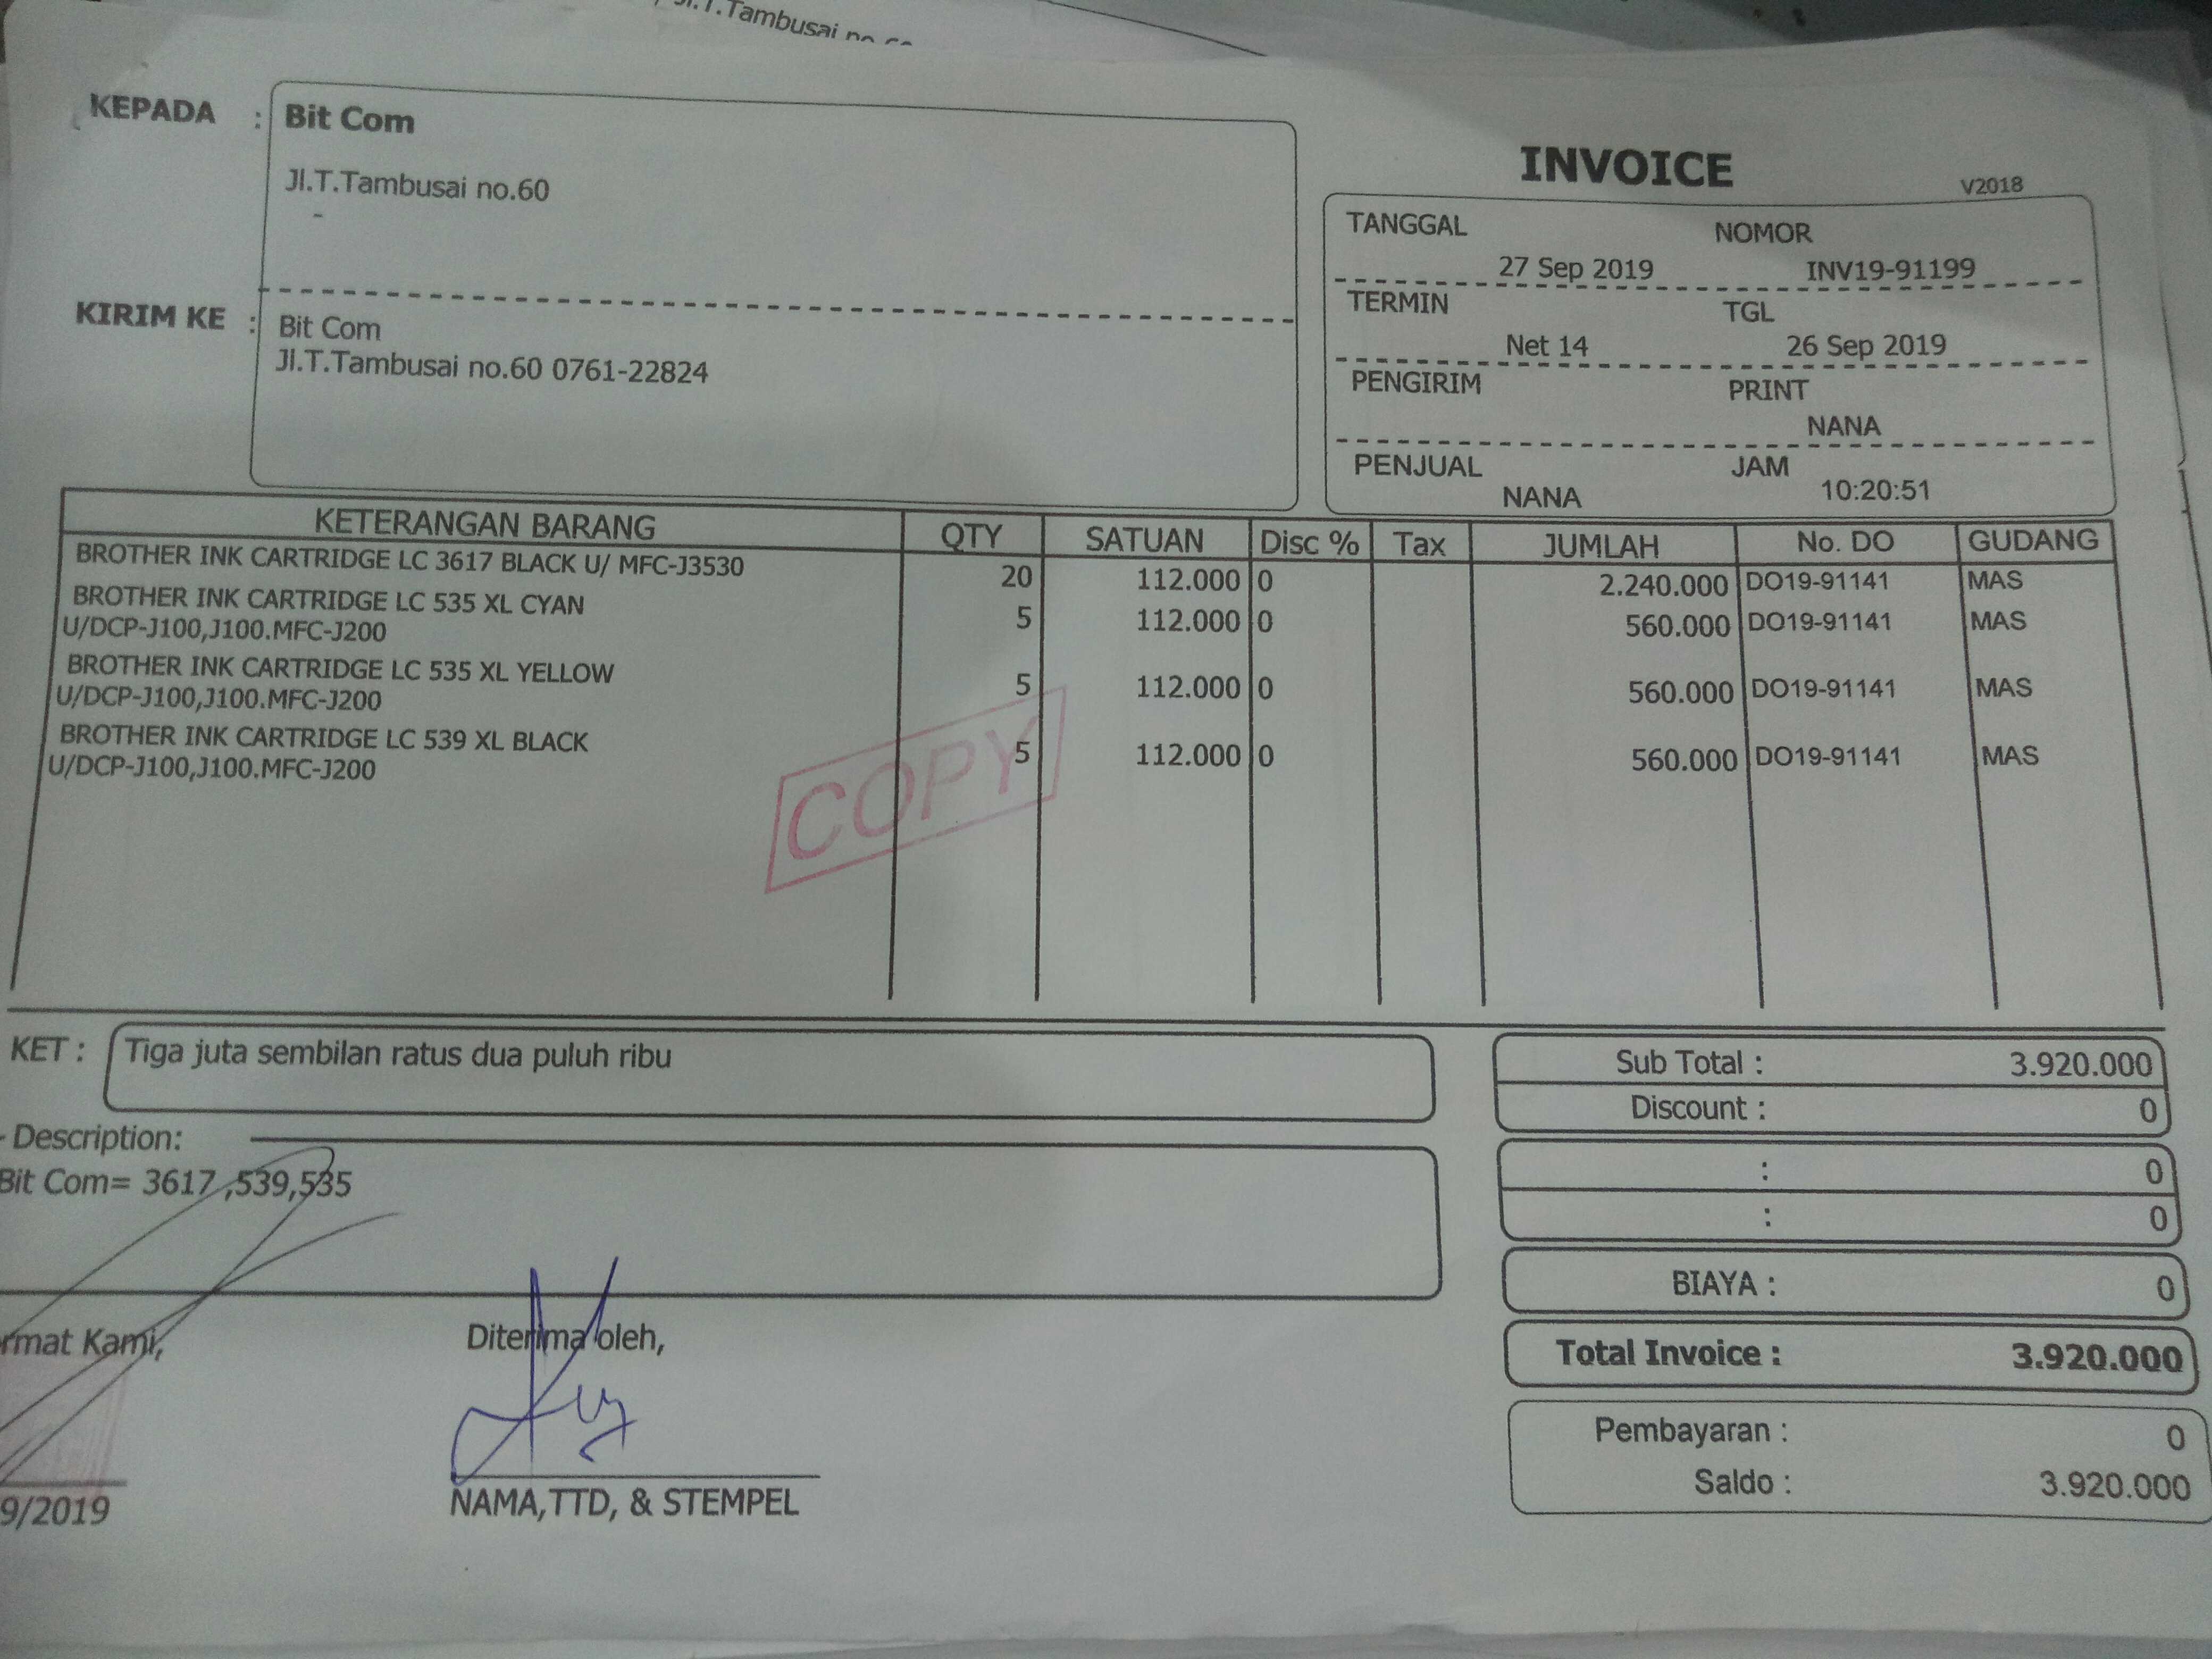 Jl.T.Tambusai
KEPADA : Bit Com
Jl.T.Tambusai no.60
-
KIRIM KE : Bit Com
Jl.T.Tambusai no.60 0761-22824
INVOICE
V2018
TANGGAL NOMOR
27 Sep 2019 INV19-91199
TERMIN TGL
Net 14 26 Sep 2019
PENGIRIM PRINT
NANA
PENJUAL JAM
NANA 10:20:51
KETERANGAN BARANG QTY SATUAN Disc % Tax JUMLAH No. DO GUDANG
BROTHER INK CARTRIDGE LC 3617 BLACK U/ MFC-J3530 20 112.000 0 2.240.000 DO19-91141 MAS
BROTHER INK CARTRIDGE LC 535 XL CYAN 5 112.000 0 560.000 DO19-91141 MAS
U/DCP-J100,J100.MFC-J200
BROTHER INK CARTRIDGE LC 535 XL YELLOW 5 112.000 0 560.000 DO19-91141 MAS
U/DCP-J100,J100.MFC-J200
BROTHER INK CARTRIDGE LC 539 XL BLACK 5 112.000 0 560.000 DO19-91141 MAS
U/DCP-J100,J100.MFC-J200
COPY
KET : Tiga juta sembilan ratus dua puluh ribu
Sub Total : 3.920.000
Discount : 0
: 0
: 0
BIAYA : 0
Total Invoice : 3.920.000
Pembayaran : 0
Saldo : 3.920.000
- Description:
Bit Com= 3617 ,539,535
rmat Kami, Diterima oleh,
9/2019 NAMA,TTD, & STEMPEL